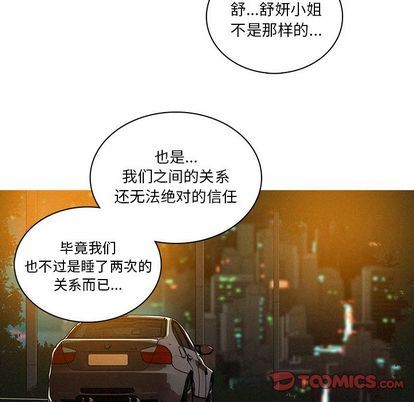 舒...舒妍小姐
不是那样的...
也是...
我们之间的关系
还无法绝对的信任
毕竟我们
也不过是睡了两次的
关系而已...
TOOMICS.COM